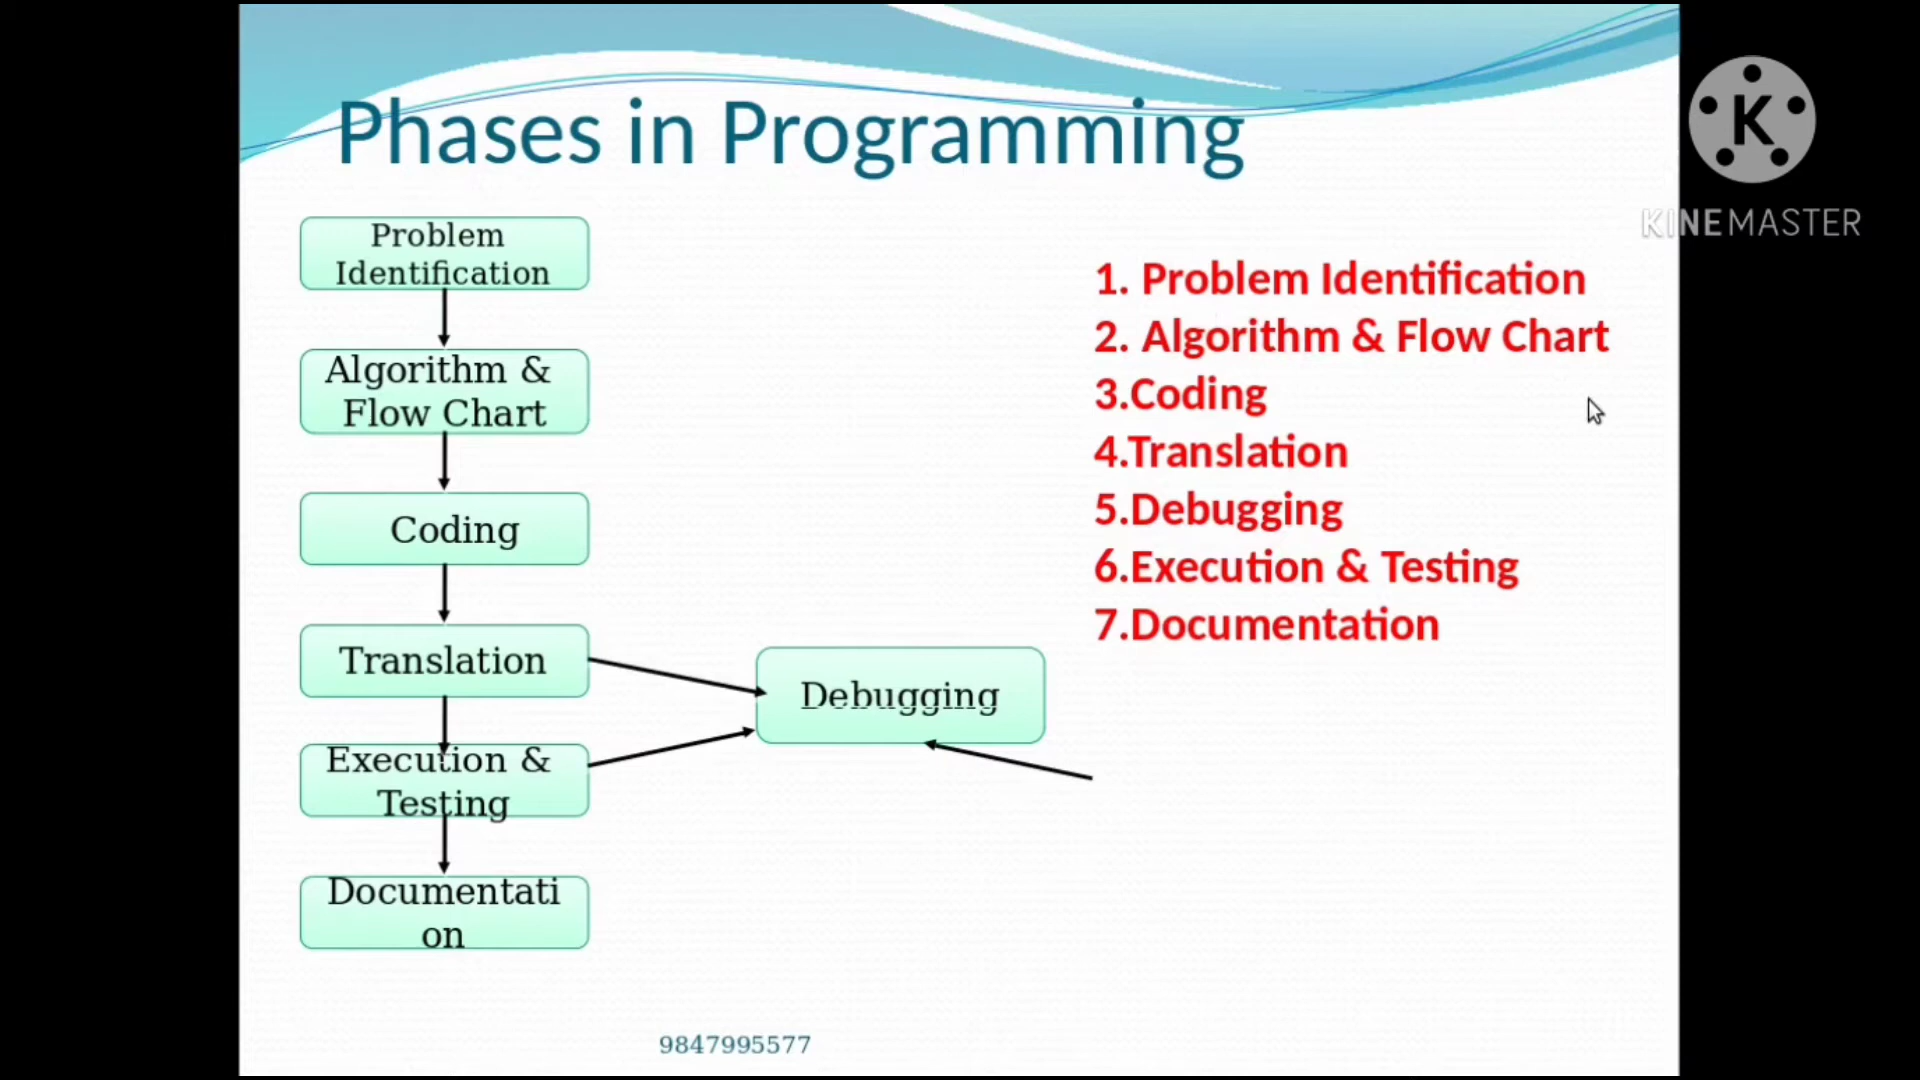 Phases in Programming
K
KINEMASTER
Problem
Identification
Algorithm &
Flow Chart
Coding
Translation
Debugging
Execution &
Testing
Documentati
on
1. Problem Identification
2. Algorithm & Flow Chart
3.Coding
4.Translation
5.Debugging
6.Execution & Testing
7.Documentation
9847995577